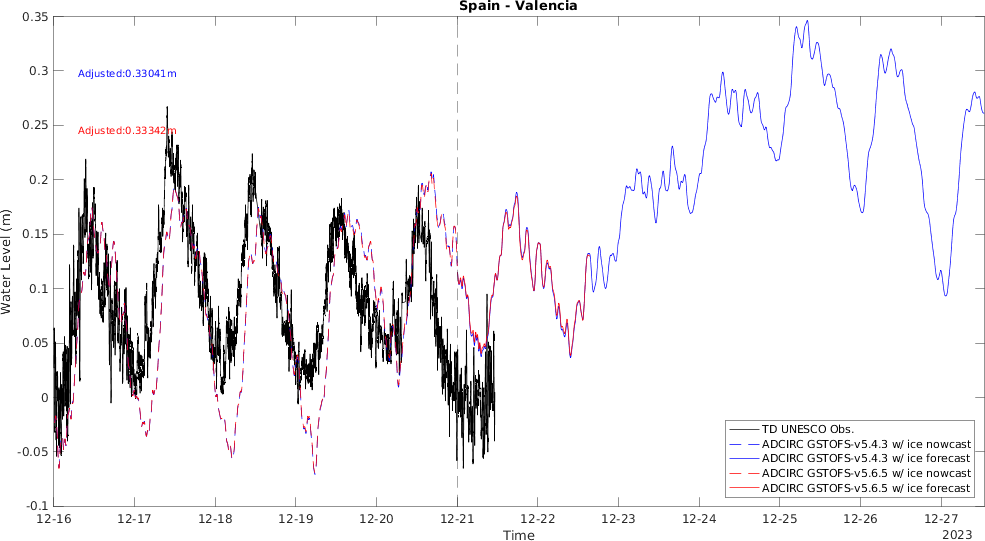 Spain - Valencia
0.35
0.3
0.25
0.2
0.15
0.1
0.05
0
-0.05
-0.1
Water Level (m)
Adjusted:0.33041m
Adjusted:0.33342m
TD UNESCO Obs.
ADCIRC GSTOFS-v5.4.3 w/ ice nowcast
ADCIRC GSTOFS-v5.4.3 w/ ice forecast
ADCIRC GSTOFS-v5.6.5 w/ ice nowcast
ADCIRC GSTOFS-v5.6.5 w/ ice forecast
12-16 12-17 12-18 12-19 12-20 12-21 12-22 12-23 12-24 12-25 12-26 12-27
Time
2023